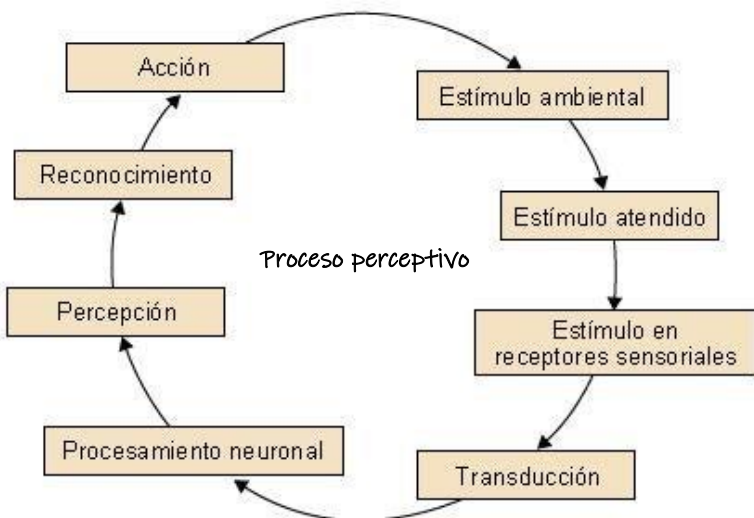 Acción
Estímulo ambiental
Reconocimiento
Estímulo atendido
Proceso perceptivo
Percepción
Estímulo en
receptores sensoriales
Procesamiento neuronal
Transducción